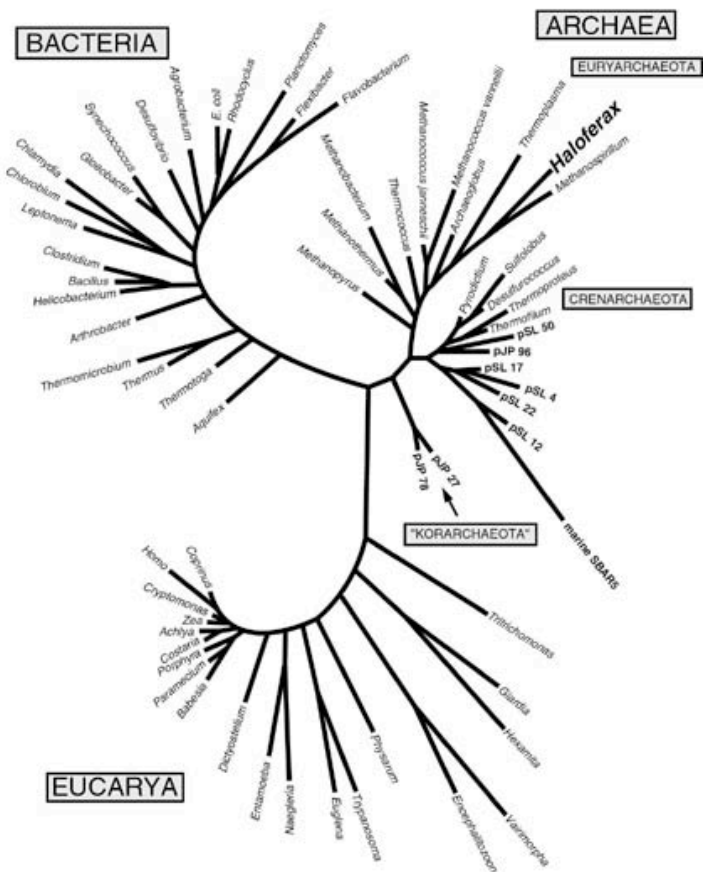 BACTERIA
ARCHAEA
EURYARCHAEOTA
Chlamydia
Chlorobium
Leptonema
Synechococcus
Gloeobacter
Desulfovibrio
Agrobacterium
E. coli
Rhodocyclus
Planctomyces
Flexibacter
Flavobacterium
Clostridium
Bacillus
Helicobacterium
Arthrobacter
Thermomicrobium
Thermus
Thermotoga
Aquifex
Methanopyrus
Methanothermus
Methanobacterium
Thermococcus
Methanococcus janneschii
Methanococcus vannielii
Archaeoglobus
Thermoplasma
Haloferax
Methanospirillum
CRENARCHAEOTA
Pyrodictium
Sulfolobus
Desulfurococcus
Thermoproteus
Thermofilum
pSL 50
pJP 96
pSL 17
pSL 4
pSL 22
pSL 12
marine SBAR5
pJP 27
pJP 78
"KORARCHAEOTA"
EUCARYA
Homo
Coprinus
Cryptomonas
Zea
Achlya
Costaria
Porphyra
Paramecium
Babesia
Dictyostelium
Entamoeba
Naegleria
Euglena
Trypanosoma
Physarum
Encephalitozoon
Vairimorpha
Hexamita
Giardia
Tritrichomonas